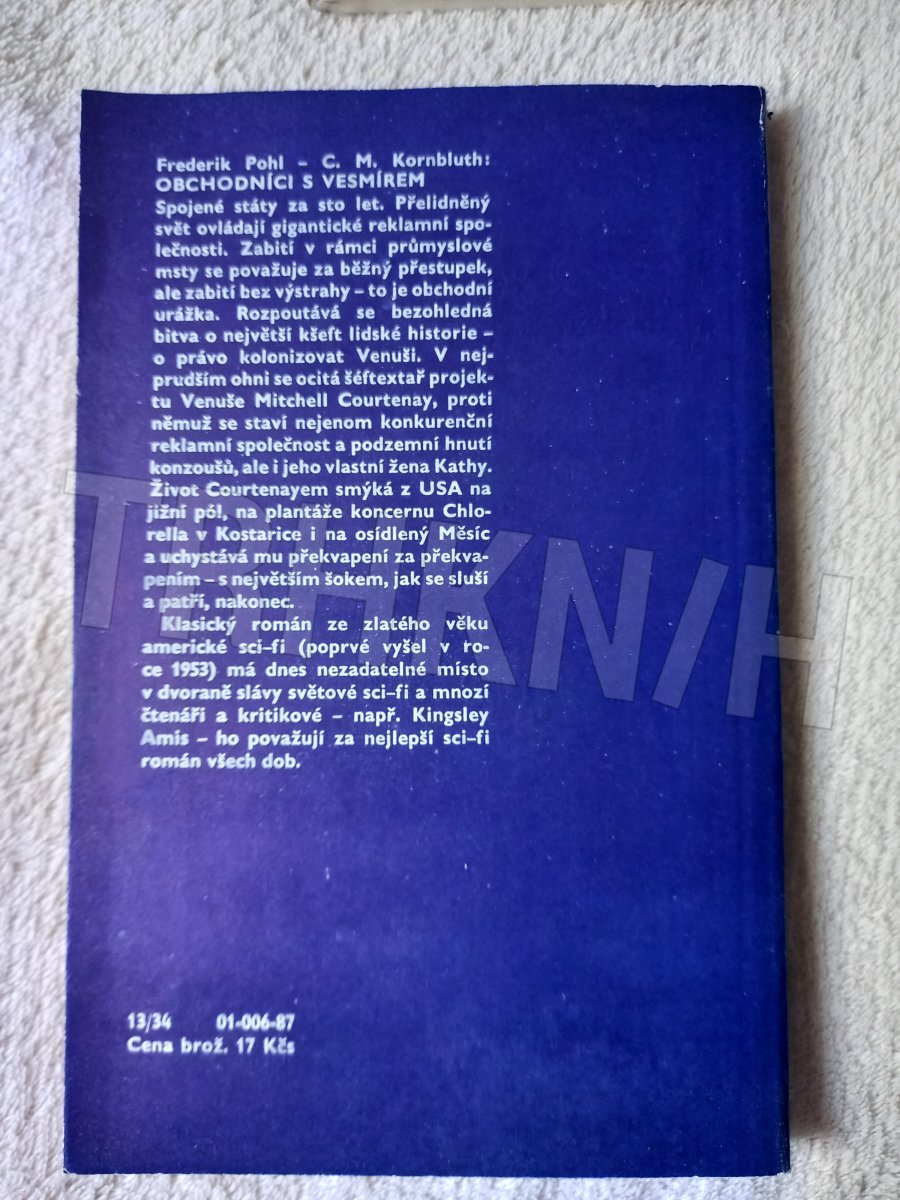 Frederik Pohl – C. M. Kornbluth:
OBCHODNÍCI S VESMÍREM
Spojené státy za sto let. Přelidněný
svět ovládají gigantické reklamní spo-
lečnosti. Zabití v rámci průmyslové
msty se považuje za běžný přestupek,
ale zabití bez výstrahy – to je obchodní
urážka. Rozpoutává se bezohledná
bitva o největší kšeft lidské historie –
o právo kolonizovat Venuši. V nej-
prudším ohni se ocitá šéftextař projek-
tu Venuše Mitchell Courtenay, proti
němuž se staví nejenom konkurenční
reklamní společnost a podzemní hnutí
konzoušů, ale i jeho vlastní žena Kathy.
Život Courtenayem smýká z USA na
jižní pól, na plantáže koncernu Chlo-
rella v Kostarice i na osídlený Měsíc
a uchystává mu překvapení za překva-
pením – s největším šokem, jak se sluší
a patří, nakonec.
Klasický román ze zlatého věku
americké sci-fi (poprvé vyšel v ro-
ce 1953) má dnes nezadatelné místo
v dvoraně slávy světové sci-fi a mnozí
čtenáři a kritikové – např. Kingsley
Amis – ho považují za nejlepší sci-fi
román všech dob.
13/34 01-006-87
Cena brož. 17 Kčs
TRHKNIH